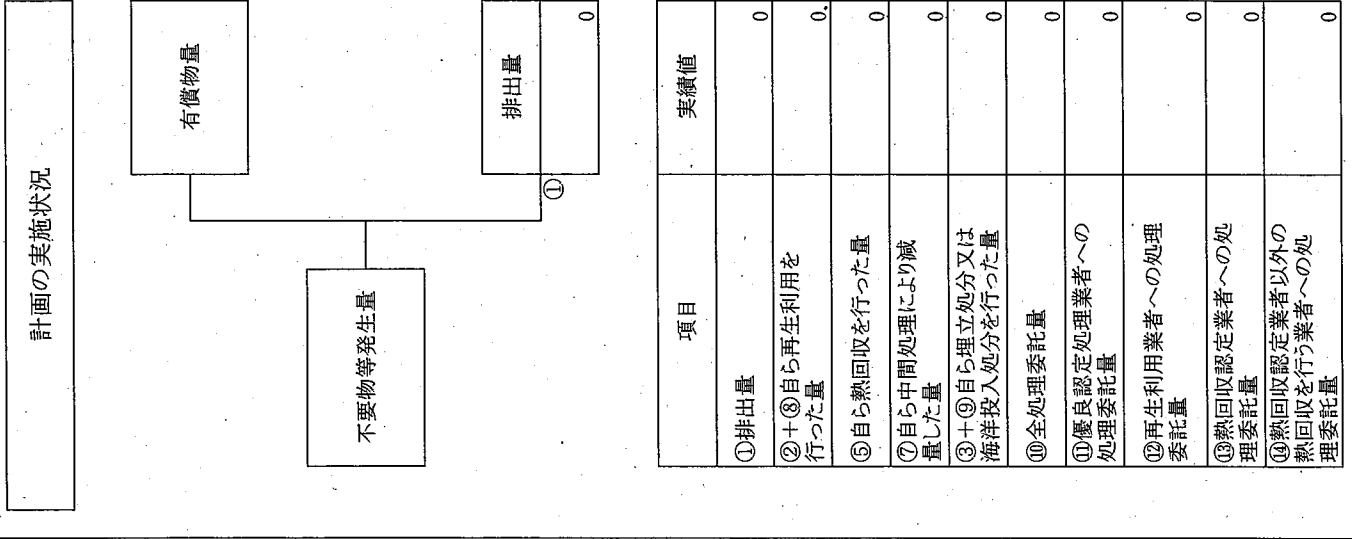 計画の実施状況
有償物量
不要物等発生量
排出量
①
0
項目
実績値
①排出量
0
②+⑧自ら再生利用を
行った量
0.
⑤自ら熱回収を行った量
0
⑦自ら中間処理により減
量した量
0
③+⑨自ら埋立処分又は
海洋投入処分を行った量
0
⑩全処理委託量
0
⑪優良認定処理業者への
処理委託量
0
⑫再生利用業者への処理
委託量
0
⑬熱回収認定業者への処
理委託量
0
⑭熱回収認定業者以外の
熱回収を行う業者への処
理委託量
0